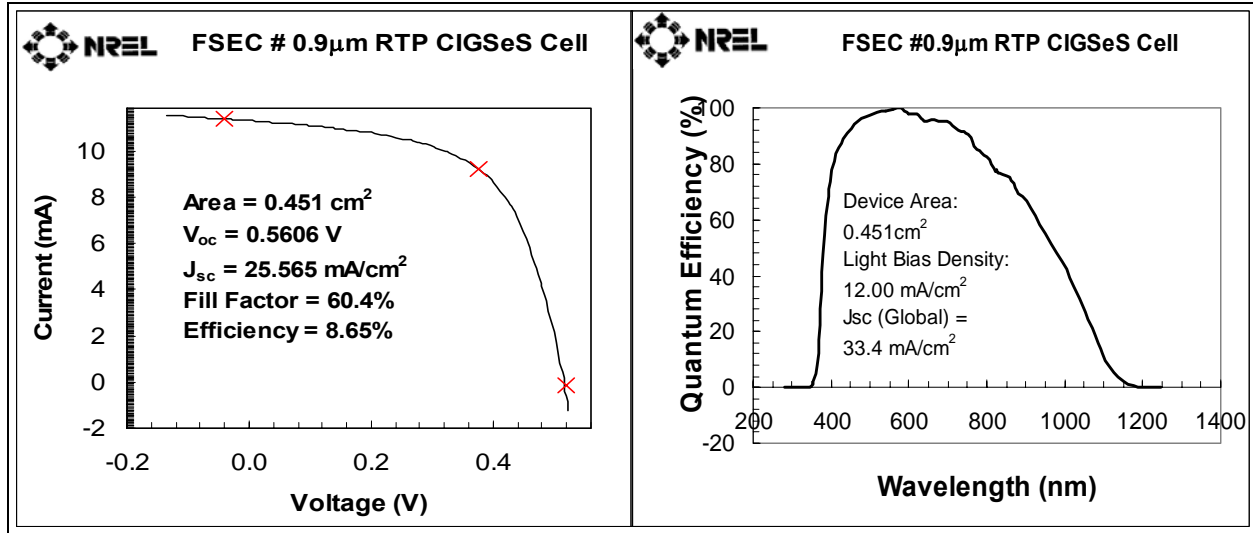 NREL
FSEC # 0.9μm RTP CIGSeS Cell
Current (mA)
10
8
6
4
2
0
-2
-0.2
0.0
0.2
0.4
Voltage (V)
Area = 0.451 cm²
Voc = 0.5606 V
Jsc = 25.565 mA/cm²
Fill Factor = 60.4%
Efficiency = 8.65%
NREL
FSEC #0.9μm RTP CIGSeS Cell
Quantum Efficiency (%)
100
80
60
40
20
0
-20
200
400
600
800
1000
1200
1400
Wavelength (nm)
Device Area:
0.451cm²
Light Bias Density:
12.00 mA/cm²
Jsc (Global) =
33.4 mA/cm²